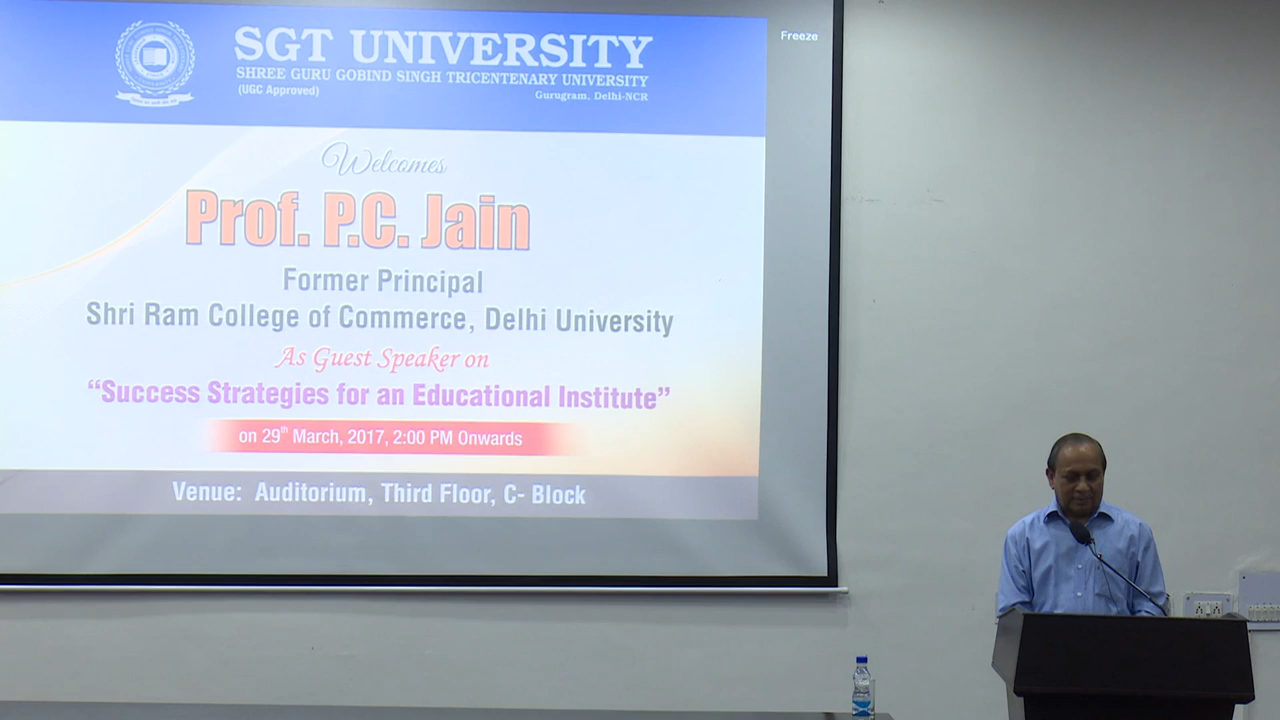 Freeze
SGT UNIVERSITY
SHREE GURU GOBIND SINGH TRICENTENARY UNIVERSITY
(UGC Approved)
Gurugram, Delhi-NCR
Welcomes
Prof. P.C. Jain
Former Principal
Shri Ram College of Commerce, Delhi University
As Guest Speaker on
“Success Strategies for an Educational Institute”
on 29th March, 2017, 2:00 PM Onwards
Venue: Auditorium, Third Floor, C- Block